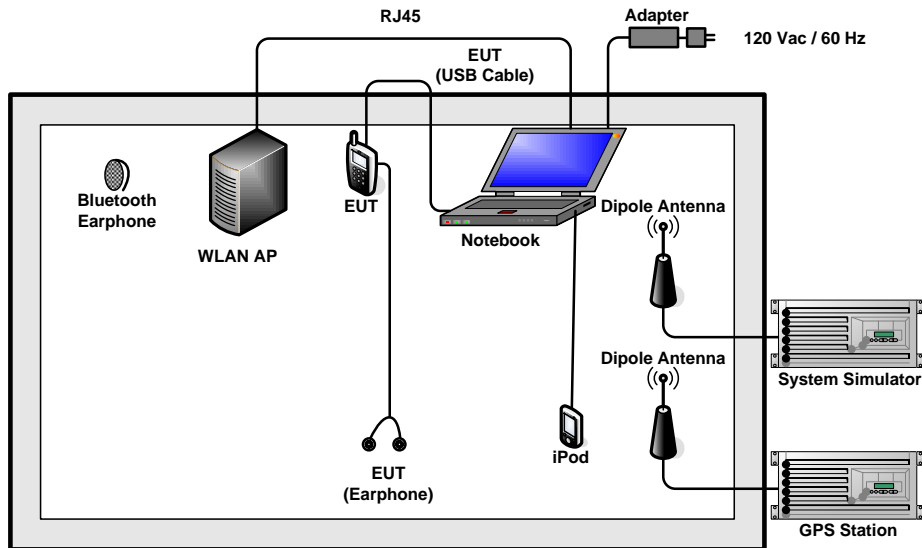 RJ45
Adapter
120 Vac / 60 Hz
EUT
(USB Cable)
Bluetooth
Earphone
WLAN AP
EUT
Notebook
Dipole Antenna
System Simulator
Dipole Antenna
EUT
(Earphone)
iPod
GPS Station